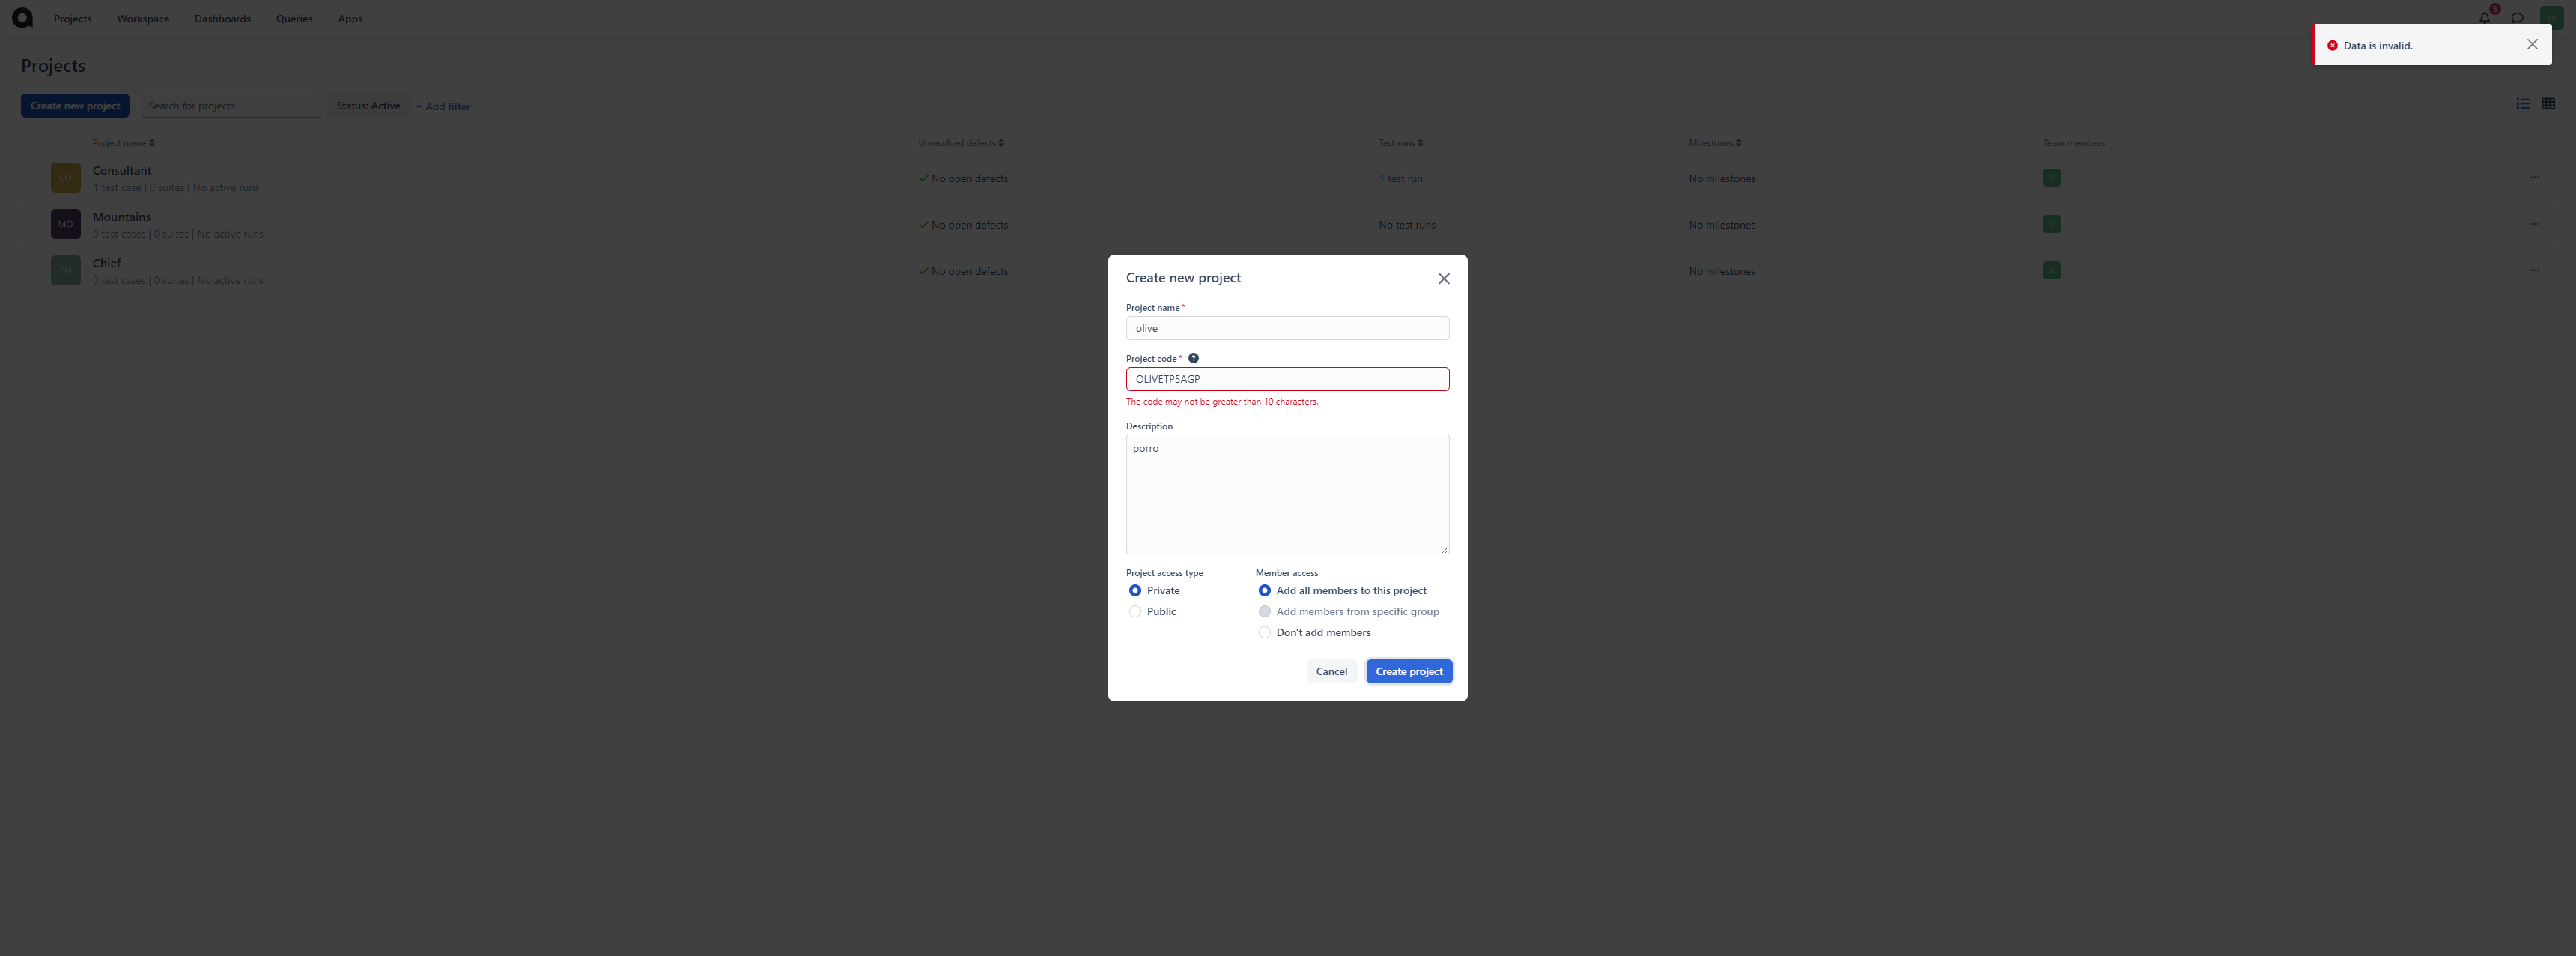 Projects Workspace Dashboards Queries Apps 5
Data is invalid.
Projects
Create new project Search for projects Status: Active + Add filter
Project name Unresolved defects Test runs Milestones Team members
CO Consultant
1 test case | 0 suites | No active runs
No open defects 1 test run No milestones
MO Mountains
0 test cases | 0 suites | No active runs
No open defects No test runs No milestones
CH Chief
0 test cases | 0 suites | No active runs
No open defects No milestones
Create new project
Project name*
olive
Project code* ?
OLIVETP5AGP
The code may not be greater than 10 characters.
Description
porro
Project access type
Private
Public
Member access
Add all members to this project
Add members from specific group
Don't add members
Cancel Create project